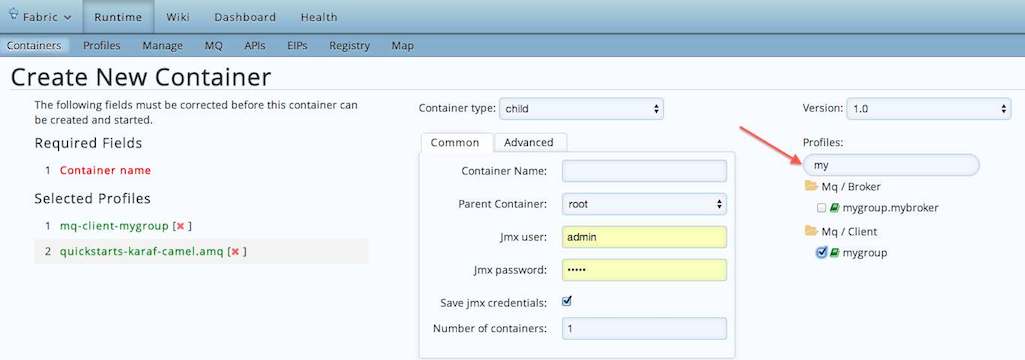 Fabric Runtime Wiki Dashboard Health
Containers Profiles Manage MQ APIs EIPs Registry Map
Create New Container
The following fields must be corrected before this container can
be created and started.
Required Fields
1 Container name
Selected Profiles
1 mq-client-mygroup [✖ ]
2 quickstarts-karaf-camel.amq [✖ ]
Container type: child
Common Advanced
Container Name:
Parent Container: root
Jmx user: admin
Jmx password: •••••
Save jmx credentials:
Number of containers: 1
Version: 1.0
Profiles:
my
Mq / Broker
mygroup.mybroker
Mq / Client
mygroup